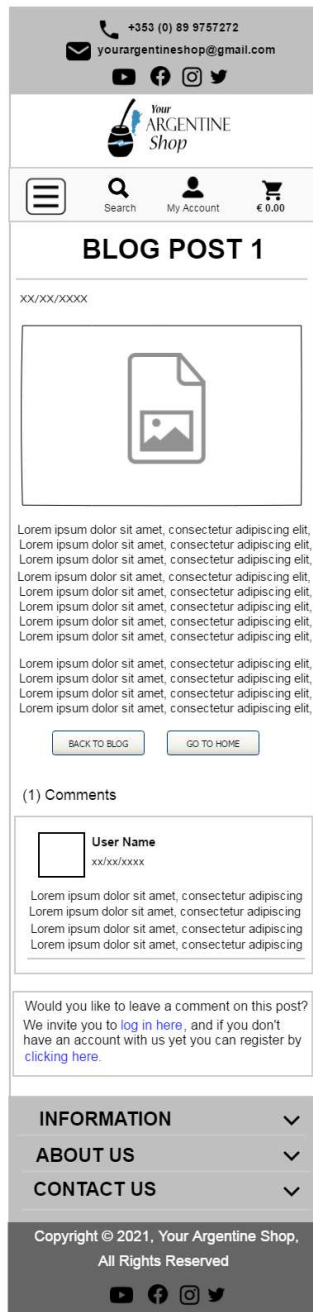 +353 (0) 89 9757272
yourargentineshop@gmail.com
Your
ARGENTINE
Shop
Search My Account € 0.00
BLOG POST 1
xx/xx/xxxx
Lorem ipsum dolor sit amet, consectetur adipiscing elit,
Lorem ipsum dolor sit amet, consectetur adipiscing elit,
Lorem ipsum dolor sit amet, consectetur adipiscing elit,
Lorem ipsum dolor sit amet, consectetur adipiscing elit,
Lorem ipsum dolor sit amet, consectetur adipiscing elit,
Lorem ipsum dolor sit amet, consectetur adipiscing elit,
Lorem ipsum dolor sit amet, consectetur adipiscing elit,
Lorem ipsum dolor sit amet, consectetur adipiscing elit,
Lorem ipsum dolor sit amet, consectetur adipiscing elit,
Lorem ipsum dolor sit amet, consectetur adipiscing elit,
Lorem ipsum dolor sit amet, consectetur adipiscing elit,
Lorem ipsum dolor sit amet, consectetur adipiscing elit,
BACK TO BLOG GO TO HOME
(1) Comments
User Name
xx/xx/xxxx
Lorem ipsum dolor sit amet, consectetur adipiscing
Lorem ipsum dolor sit amet, consectetur adipiscing
Lorem ipsum dolor sit amet, consectetur adipiscing
Lorem ipsum dolor sit amet, consectetur adipiscing
Would you like to leave a comment on this post?
We invite you to log in here, and if you don't
have an account with us yet you can register by
clicking here.
INFORMATION
ABOUT US
CONTACT US
Copyright © 2021, Your Argentine Shop,
All Rights Reserved